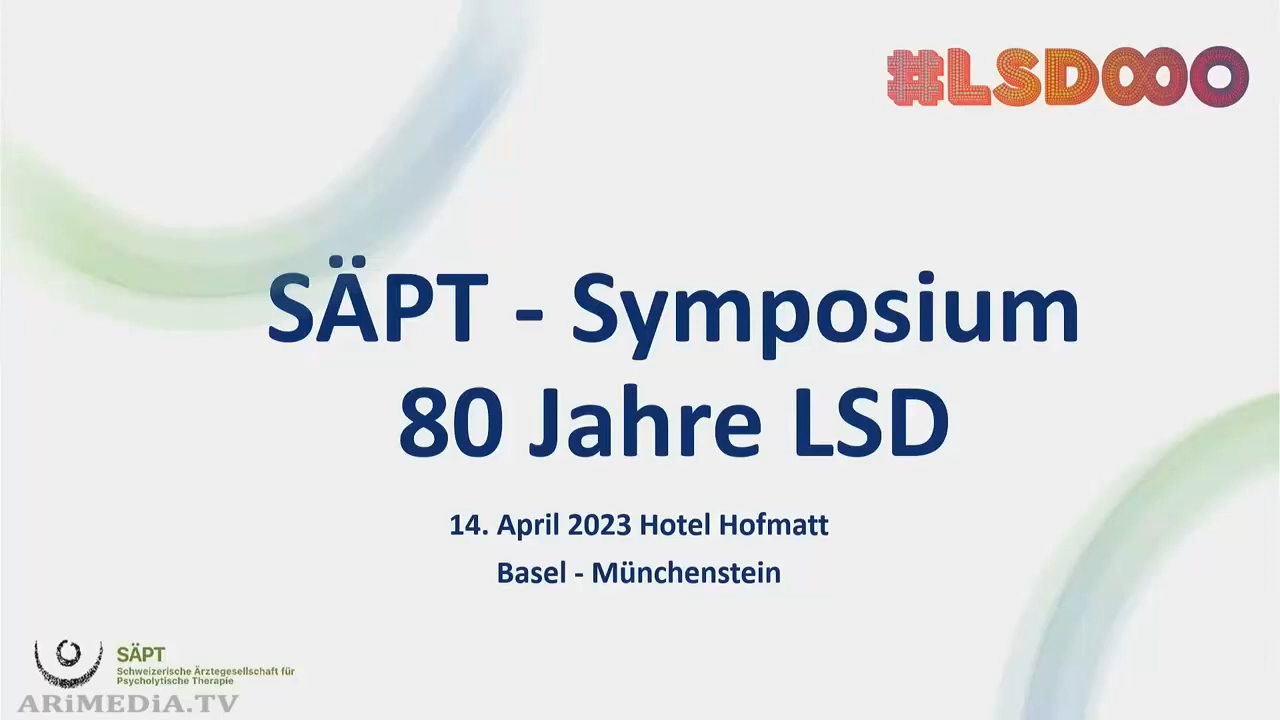 #LSD80
SÄPT - Symposium
80 Jahre LSD
14. April 2023 Hotel Hofmatt
Basel - Münchenstein
SÄPT
Schweizerische Ärztegesellschaft für
Psycholytische Therapie
ARiMEDiA.TV